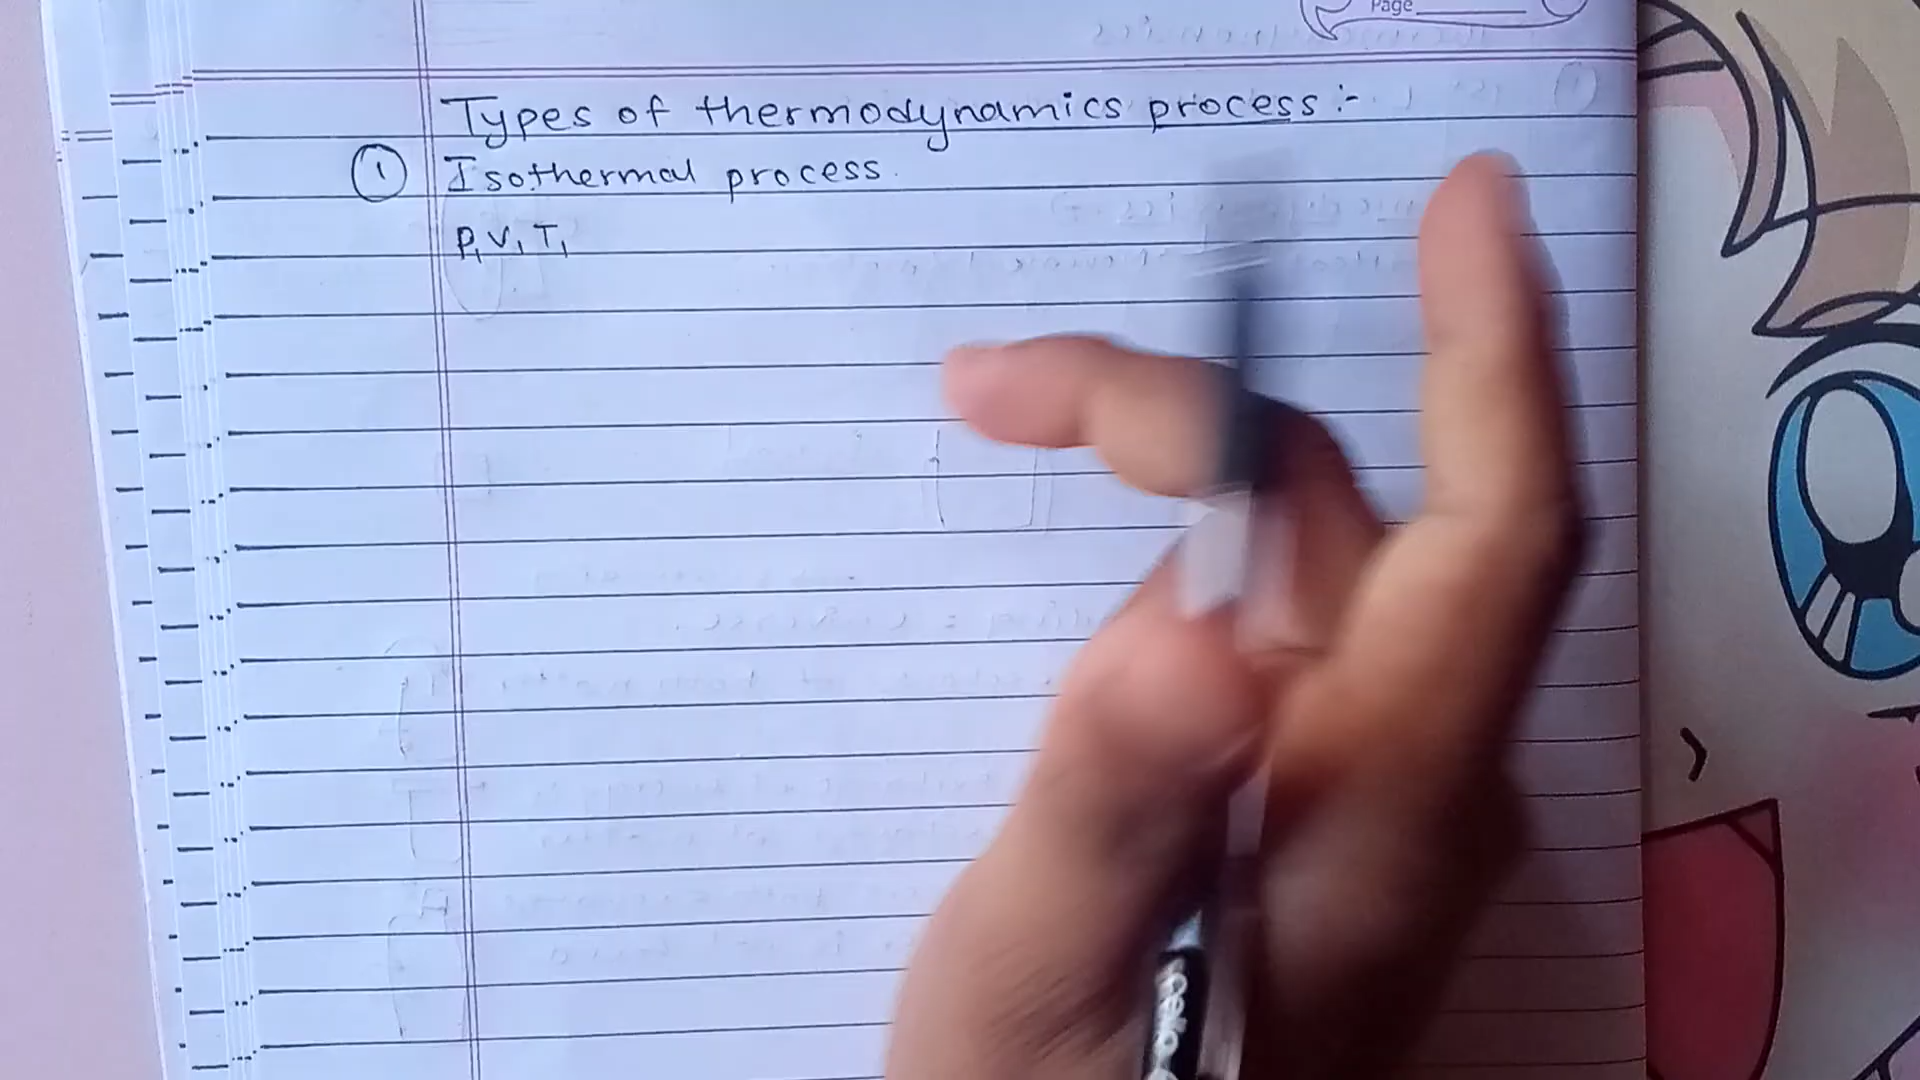 Page
Types of thermodynamics process :-
1 Isothermal process.
P₁ V₁ T₁